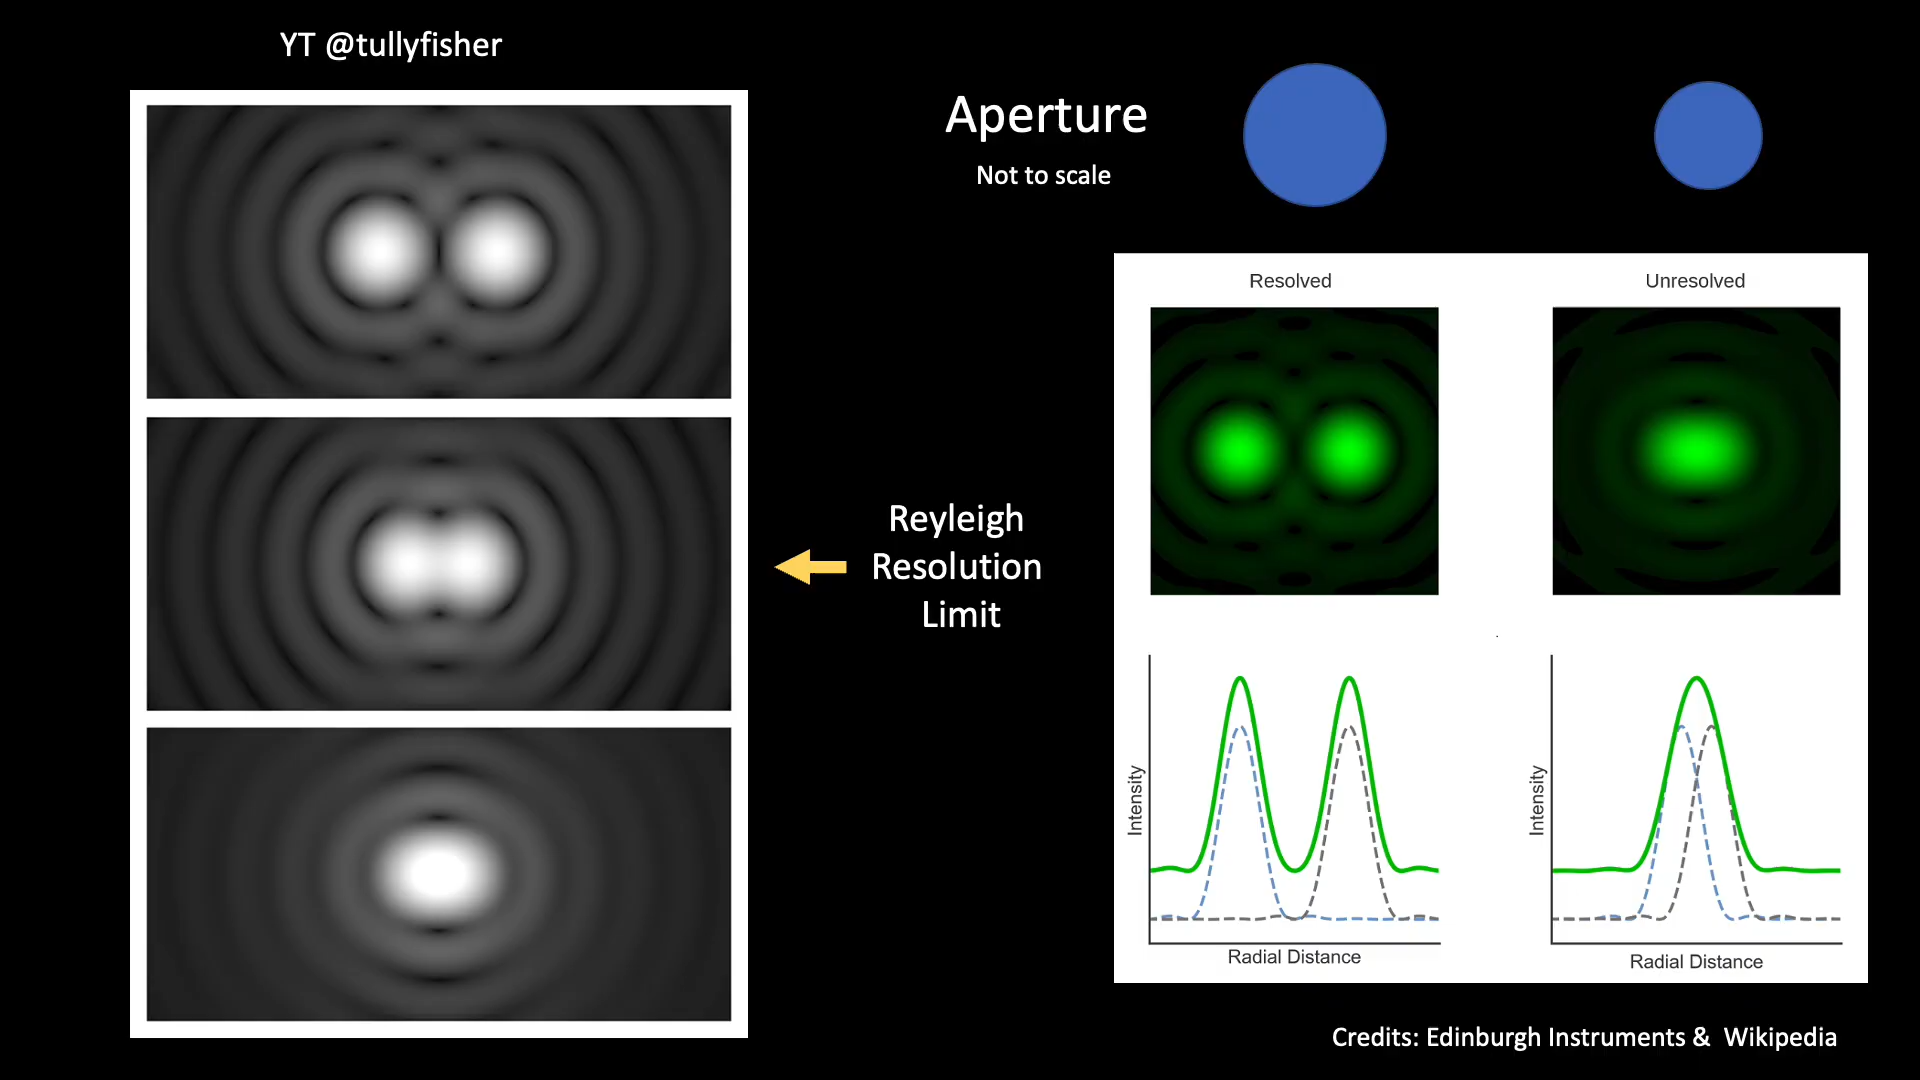 YT @tullyfisher
Aperture
Not to scale
Reyleigh
Resolution
Limit
Resolved
Unresolved
Intensity
Radial Distance
Intensity
Radial Distance
Credits: Edinburgh Instruments & Wikipedia